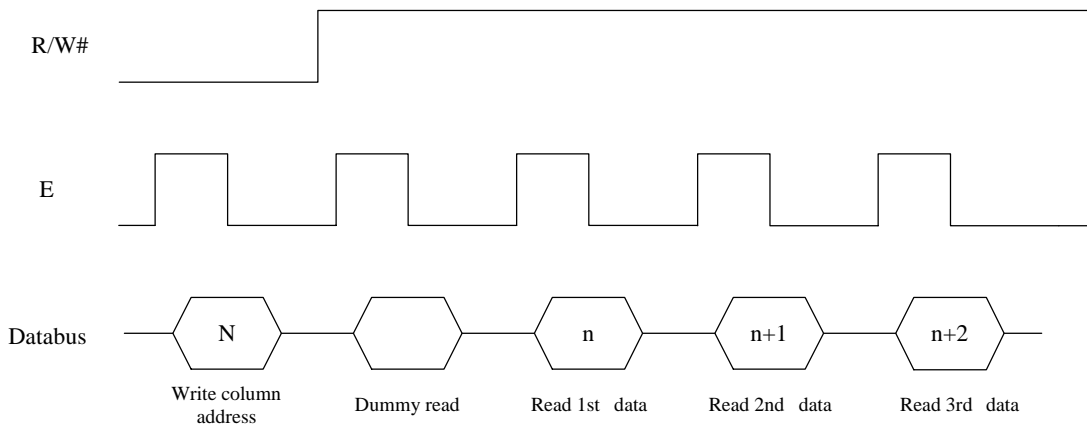 R/W#
E
Databus
N
n
n+1
n+2
Write column
address
Dummy read
Read 1st data
Read 2nd data
Read 3rd data